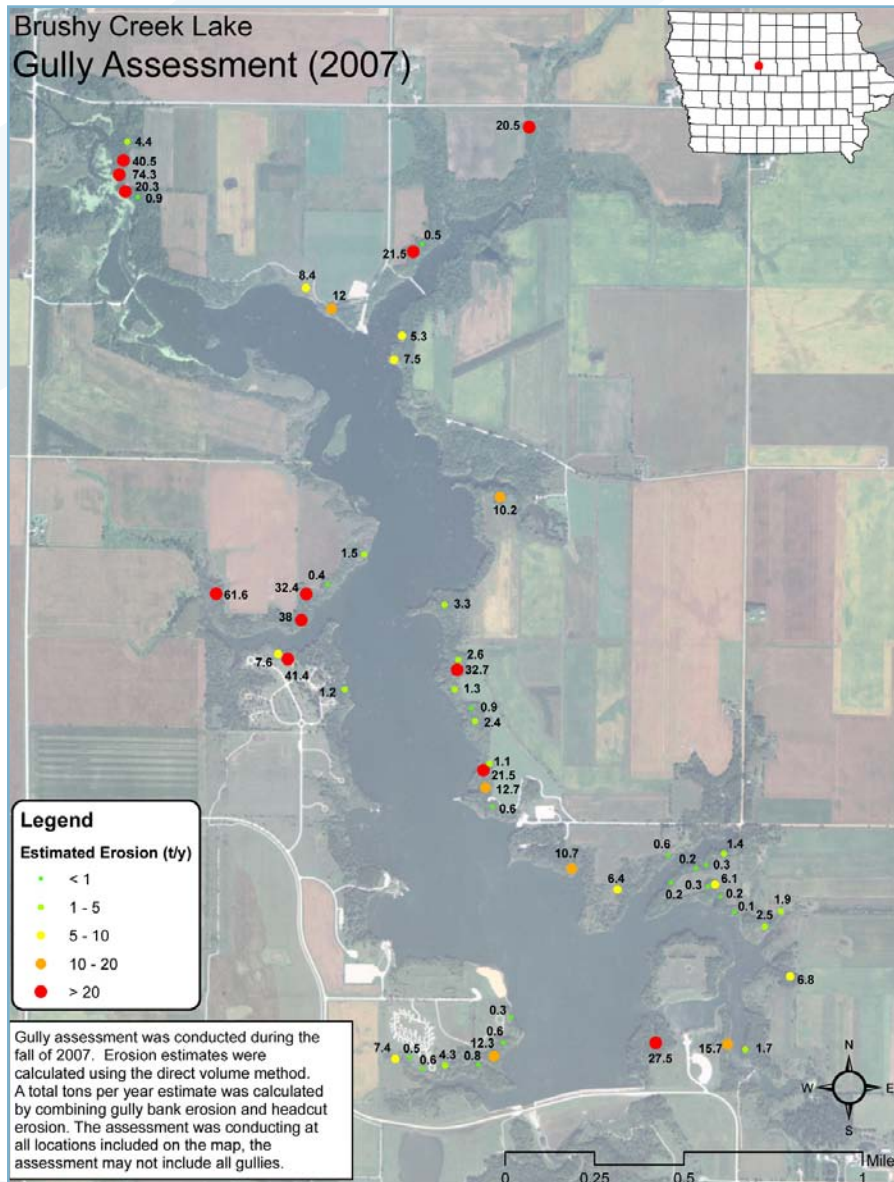 Brushy Creek Lake
Gully Assessment (2007)
20.5
4.4
40.5
74.3
20.3
0.9
0.5
21.5
8.4
12
5.3
7.5
10.2
1.5
0.4
61.6
32.4
38
3.3
7.6
41.4
2.6
32.7
1.2
1.3
0.9
2.4
1.1
21.5
12.7
0.6
10.7
6.4
0.6
0.2
0.3
1.4
0.2
0.3
6.1
0.2
0.1
1.9
2.5
6.8
0.3
0.6
12.3
7.4
0.5
0.6
4.3
0.8
27.5
15.7
1.7
Legend
Estimated Erosion (t/y)
< 1
1 - 5
5 - 10
10 - 20
> 20
Gully assessment was conducted during the
fall of 2007. Erosion estimates were
calculated using the direct volume method.
A total tons per year estimate was calculated
by combining gully bank erosion and headcut
erosion. The assessment was conducting at
all locations included on the map, the
assessment may not include all gullies.
N
W E
S
0 0.25 0.5 1
Mile